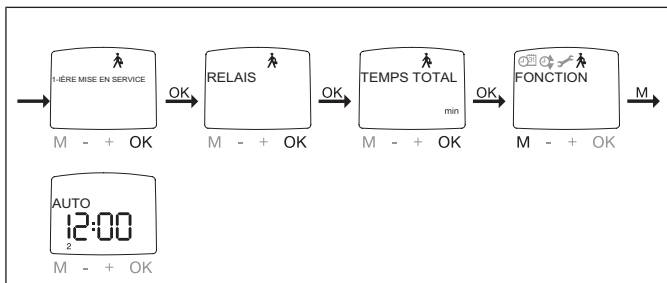 1-IÈRE MISE EN SERVICE
M - + OK
OK
RELAIS
M - + OK
OK
TEMPS TOTAL
min
M - + OK
OK
31
FONCTION
M - + OK
M
AUTO
12:00
2
M - + OK